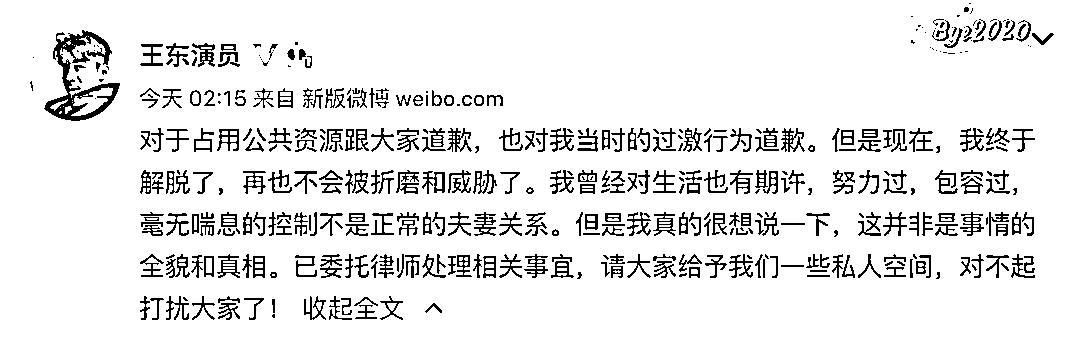 Bye2020
王东演员
今天 02:15 来自 新版微博 weibo.com
对于占用公共资源跟大家道歉，也对我当时的过激行为道歉。但是现在，我终于
解脱了，再也不会被折磨和威胁了。我曾经对生活也有期许，努力过，包容过，
毫无喘息的控制不是正常的夫妻关系。但是我真的很想说一下，这并非是事情的
全貌和真相。已委托律师处理相关事宜，请大家给予我们一些私人空间，对不起
打扰大家了！ 收起全文